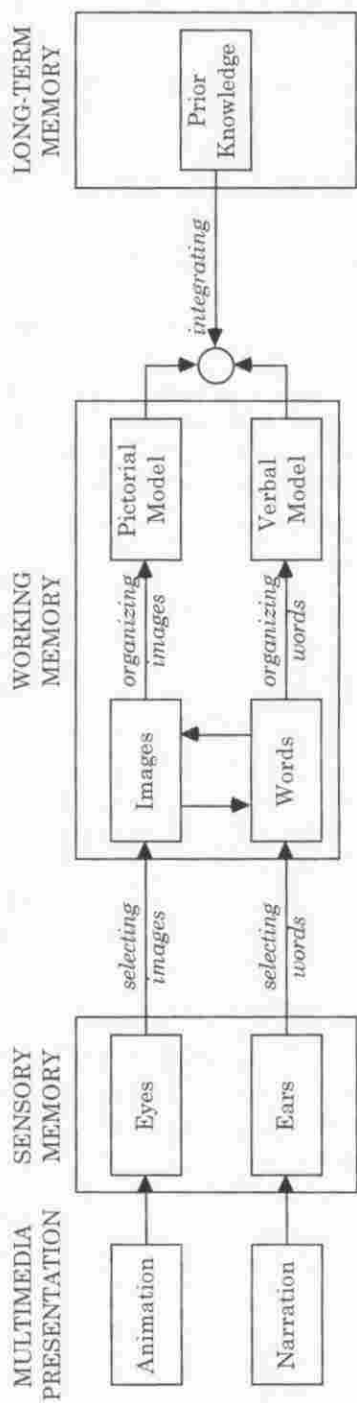 MULTIMEDIA
PRESENTATION
SENSORY
MEMORY
WORKING
MEMORY
LONG-TERM
MEMORY
Animation
Eyes
selecting
images
Images
organizing
images
Pictorial
Model
integrating
Prior
Knowledge
Narration
Ears
selecting
words
Words
organizing
words
Verbal
Model